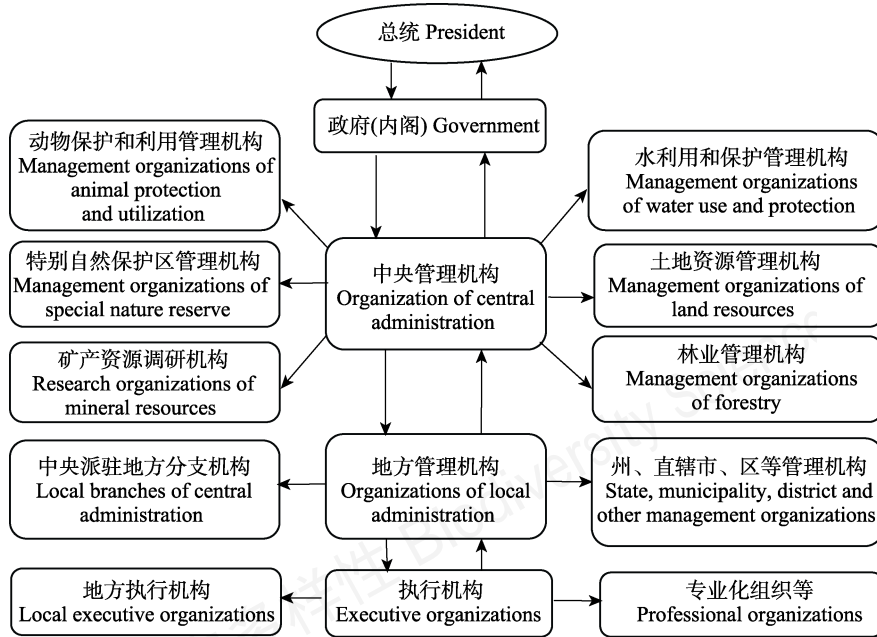 总统 President
政府(内阁) Government
动物保护和利用管理机构
Management organizations of
animal protection
and utilization
水利用和保护管理机构
Management organizations
of water use and protection
特别自然保护区管理机构
Management organizations of
special nature reserve
中央管理机构
Organization of central
administration
土地资源管理机构
Management organizations of
land resources
矿产资源调研机构
Research organizations of
mineral resources
林业管理机构
Management organizations
of forestry
中央派驻地方分支机构
Local branches of central
administration
地方管理机构
Organizations of local
administration
州、直辖市、区等管理机构
State, municipality, district and
other management organizations
地方执行机构
Local executive organizations
执行机构
Executive organizations
专业化组织等
Professional organizations
多样性 Biodiversity Science